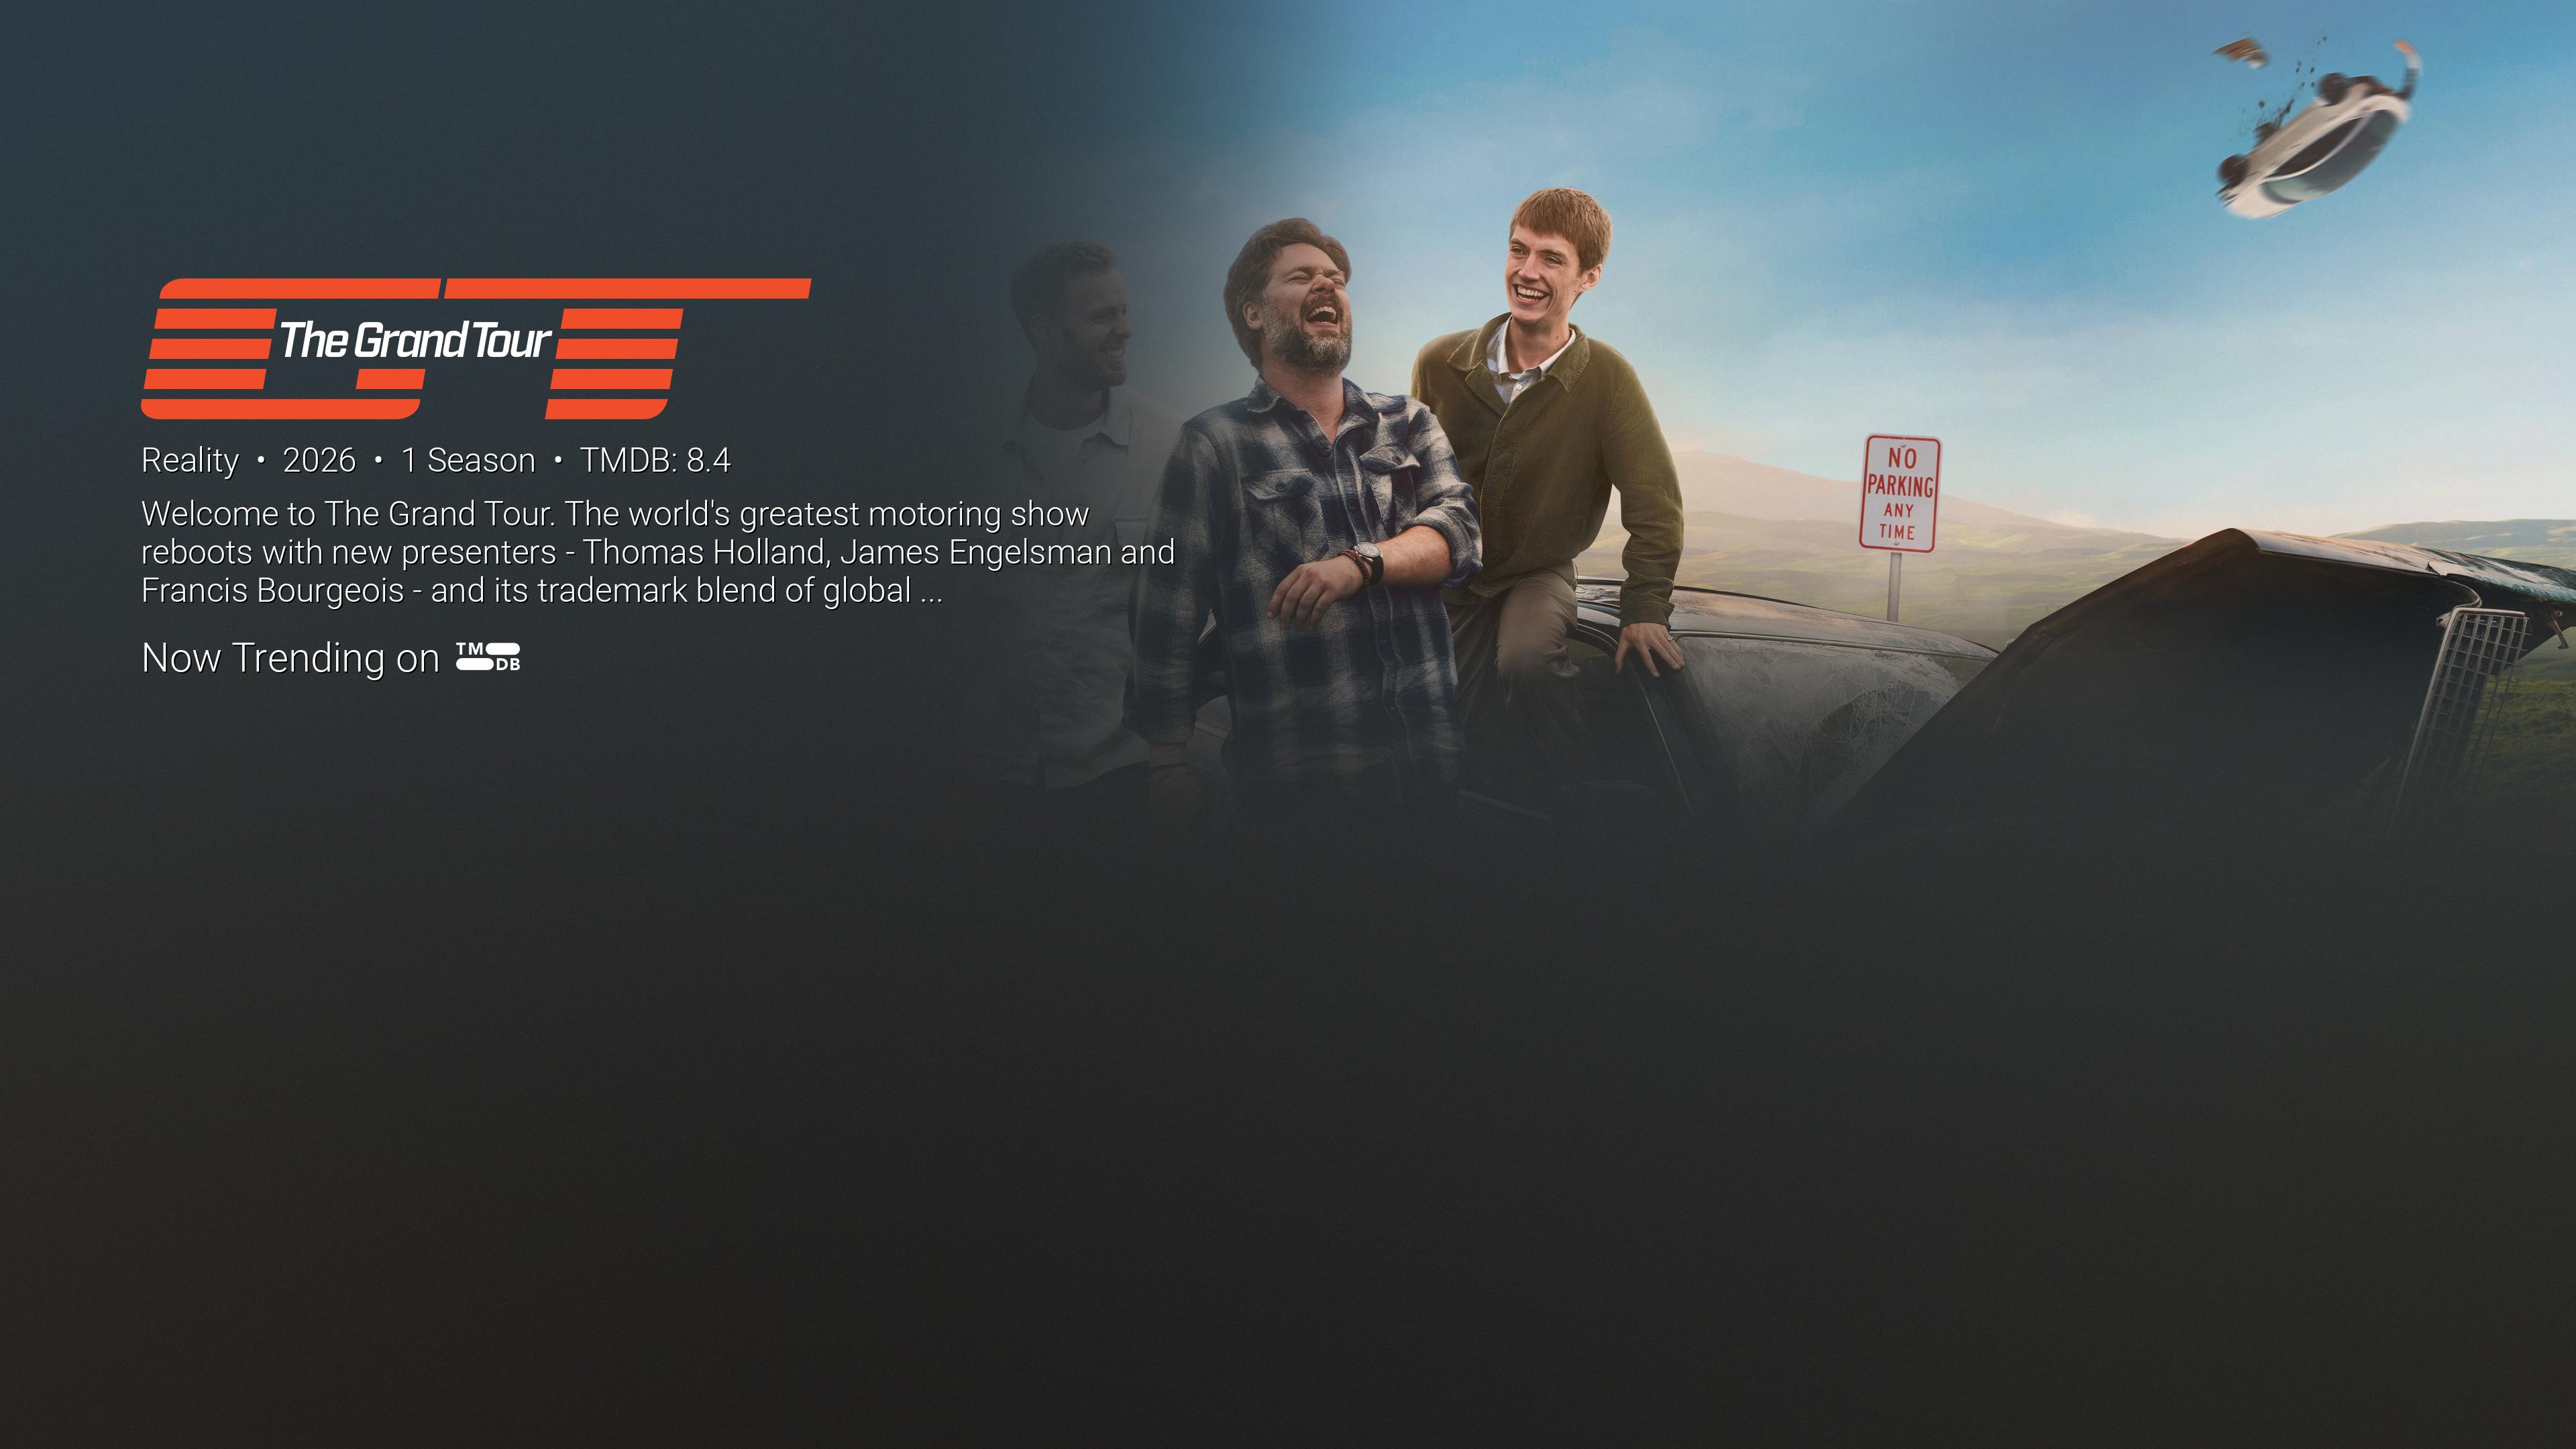 The Grand Tour
Reality • 2026 • 1 Season • TMDB: 8.4
Welcome to The Grand Tour. The world's greatest motoring show
reboots with new presenters - Thomas Holland, James Engelsman and
Francis Bourgeois - and its trademark blend of global ...
Now Trending on TMDB
NO
PARKING
ANY
TIME